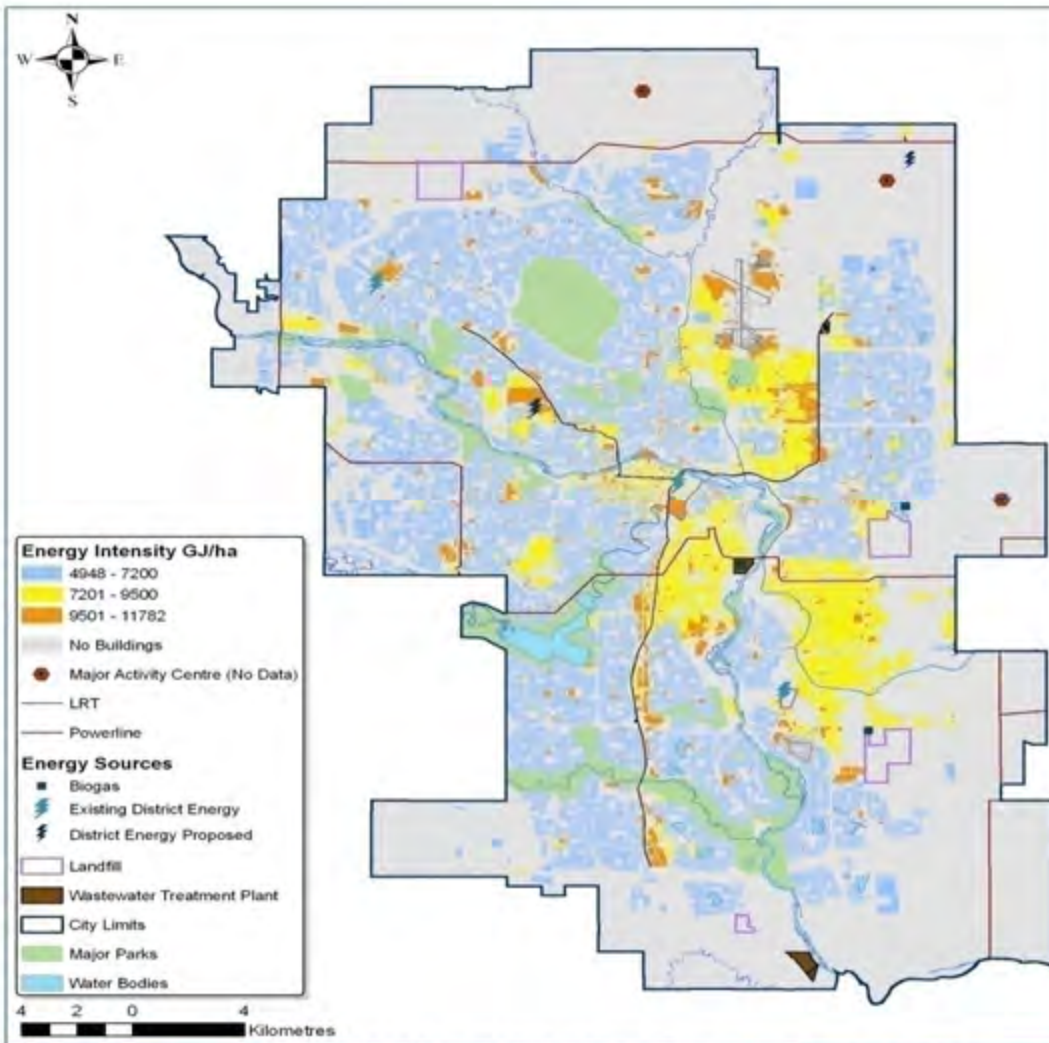 N
W E
S
Energy Intensity GJ/ha
4948 - 7200
7201 - 9500
9501 - 11782
No Buildings
Major Activity Centre (No Data)
LRT
Powerline
Energy Sources
Biogas
Existing District Energy
District Energy Proposed
Landfill
Wastewater Treatment Plant
City Limits
Major Parks
Water Bodies
4 2 0 4
Kilometres